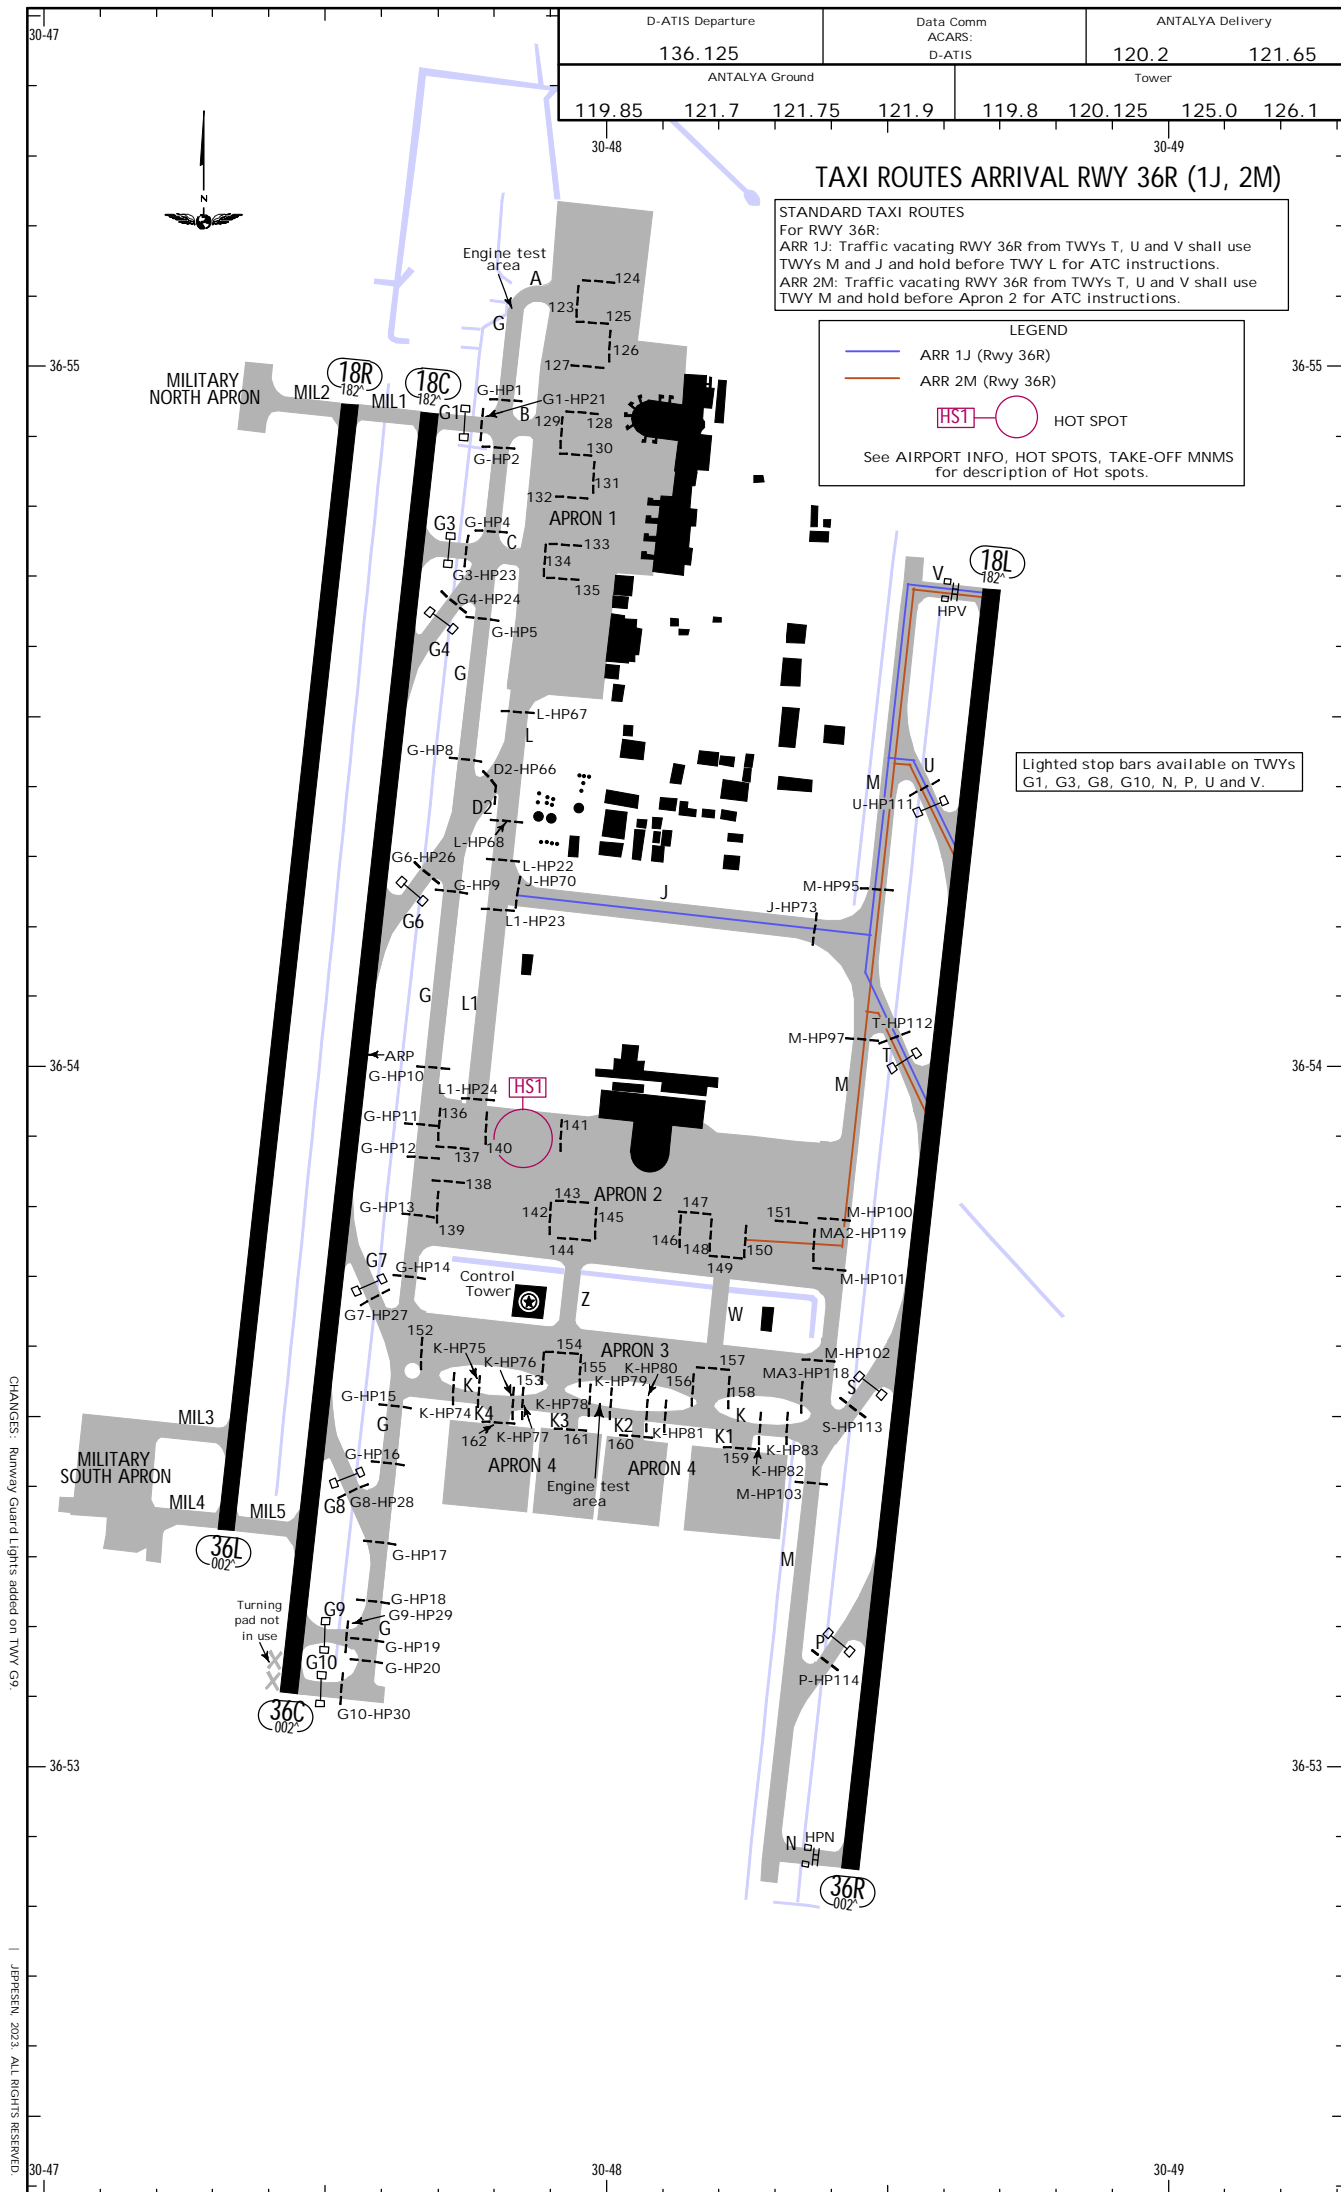 30-47
D-ATIS Departure
136.125
Data Comm
ACARS:
D-ATIS
ANTALYA Delivery
120.2 121.65
ANTALYA Ground
119.85 121.7 121.75 121.9
Tower
119.8 120.125 125.0 126.1
30-48
30-49
TAXI ROUTES ARRIVAL RWY 36R (1J, 2M)
STANDARD TAXI ROUTES
For RWY 36R:
ARR 1J: Traffic vacating RWY 36R from TWYs T, U and V shall use
TWYs M and J and hold before TWY L for ATC instructions.
ARR 2M: Traffic vacating RWY 36R from TWYs T, U and V shall use
TWY M and hold before Apron 2 for ATC instructions.
LEGEND
ARR 1J (Rwy 36R)
ARR 2M (Rwy 36R)
HS1 HOT SPOT
See AIRPORT INFO, HOT SPOTS, TAKE-OFF MNMS
for description of Hot spots.
N
Engine test
area
A
G
124
123
125
126
127
36-55
36-55
MILITARY
NORTH APRON
MIL2
18R
182^
MIL1
18C
182^
G1
G-HP1
G1-HP21
B
129
128
G-HP2
130
131
132
APRON 1
G3
G-HP4
C
133
134
G3-HP23
135
G4-HP24
G-HP5
G4
G
V
18L
182^
HPV
L-HP67
L
G-HP8
D2-HP66
D2
L-HP68
M
U
U-HP111
Lighted stop bars available on TWYs
G1, G3, G8, G10, N, P, U and V.
G6-HP26
L-HP22
G-HP9
J-HP70
J
M-HP95
J-HP73
G6
L1-HP23
G
L1
T-HP112
M-HP97
T
ARP
36-54
36-54
G-HP10
L1-HP24
HS1
M
G-HP11
136
141
G-HP12
137
140
138
APRON 2
143
147
G-HP13
142
145
151
M-HP100
139
146
MA2-HP119
144
148
150
149
G7
G-HP14
Control
Tower
M-HP101
G7-HP27
Z
W
152
K-HP75
154
APRON 3
K-HP76
K-HP80
157
M-HP102
155
MA3-HP118
K
153
K-HP79
156
158
S
G-HP15
K-HP74
K4
K-HP78
K3
K2
K
MIL3
G
K-HP77
K-HP81
K1
S-HP113
162
161
160
159
K-HP83
G-HP16
K-HP82
MILITARY
SOUTH APRON
APRON 4
APRON 4
Engine test
area
M-HP103
MIL4
MIL5
G8
G8-HP28
36L
002^
G-HP17
M
G-HP18
Turning
pad not
in use
G9
G9-HP29
G
G-HP19
G10
G-HP20
P
P-HP114
36C
002^
G10-HP30
36-53
36-53
N
HPN
36R
002^
CHANGES: Runway Guard Lights added on TWY G9.
| JEPPESEN, 2023. ALL RIGHTS RESERVED.
30-47
30-48
30-49